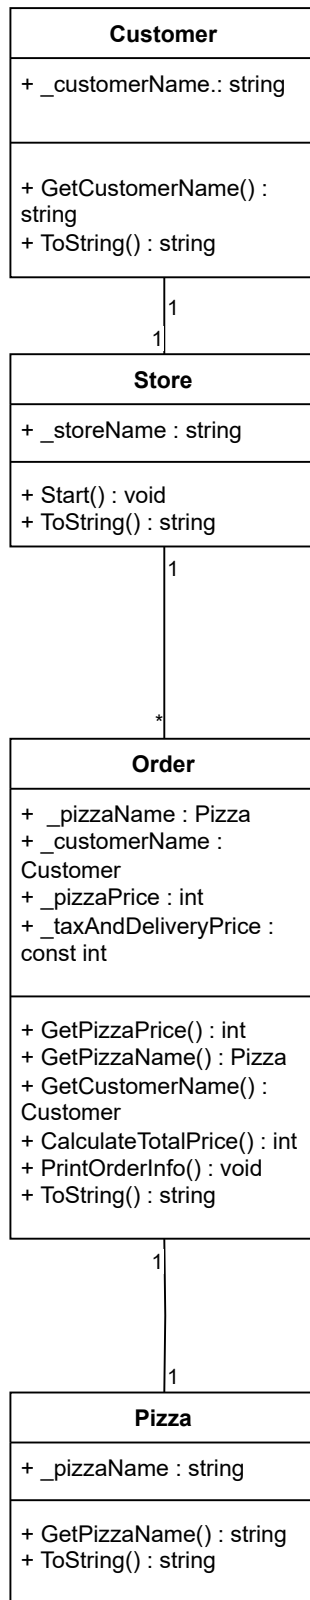 Customer
+ _customerName.: string
+ GetCustomerName() :
string
+ ToString() : string
1
1
Store
+ _storeName : string
+ Start() : void
+ ToString() : string
1
*
Order
+  _pizzaName : Pizza
+ _customerName :
Customer
+ _pizzaPrice : int
+ _taxAndDeliveryPrice :
const int
+ GetPizzaPrice() : int
+ GetPizzaName() : Pizza
+ GetCustomerName() :
Customer
+ CalculateTotalPrice() : int
+ PrintOrderInfo() : void
+ ToString() : string
1
1
Pizza
+ _pizzaName : string
+ GetPizzaName() : string
+ ToString() : string